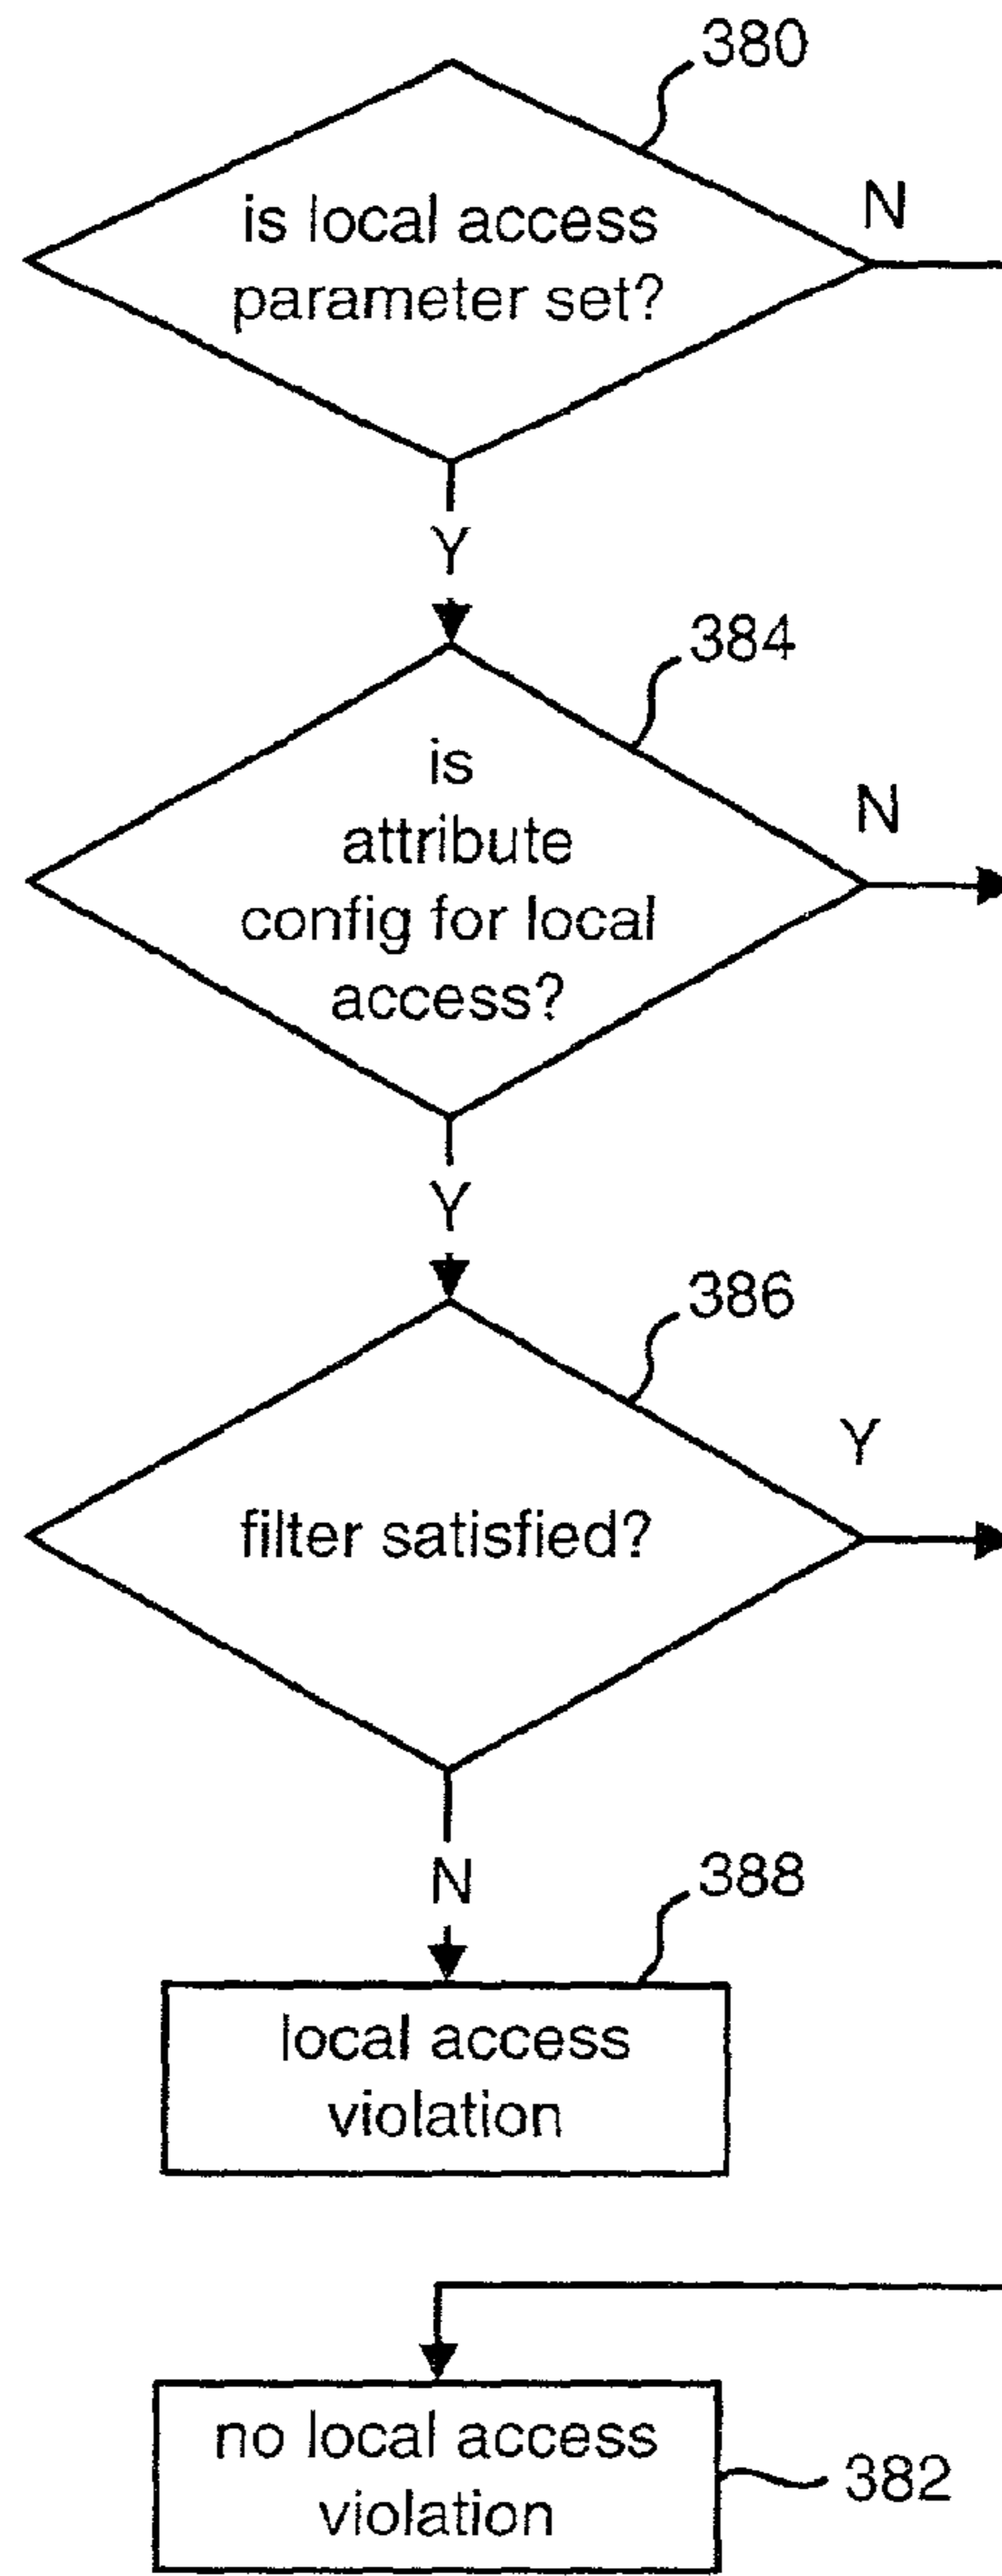 380
is local access
parameter set?
N
Y
384
is
attribute
config for local
access?
N
Y
386
filter satisfied?
Y
N
388
local access
violation
no local access
violation
382